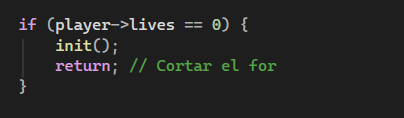 if (player->lives == 0) {
    init();
    return; // Cortar el for
}